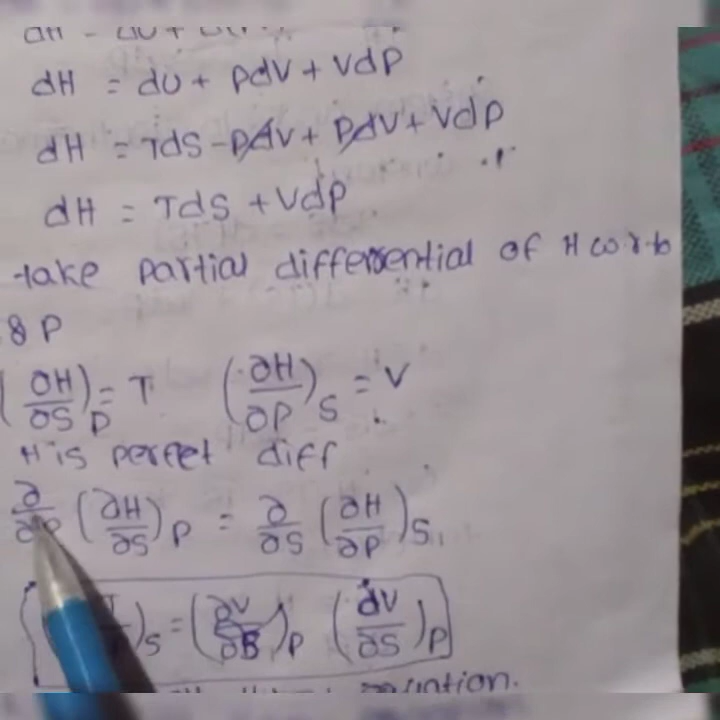 dH = dU + PdV + VdP
dH = TdS - PdV + PdV + VdP
dH = TdS + VdP
take partial differential of H w.r.to
& P
(∂H/∂S)P = T (∂H/∂P)S = V
H is perfect diff
∂/∂P (∂H/∂S)P = ∂/∂S (∂H/∂P)S
)S = (∂V/∂B)P (∂V/∂S)P